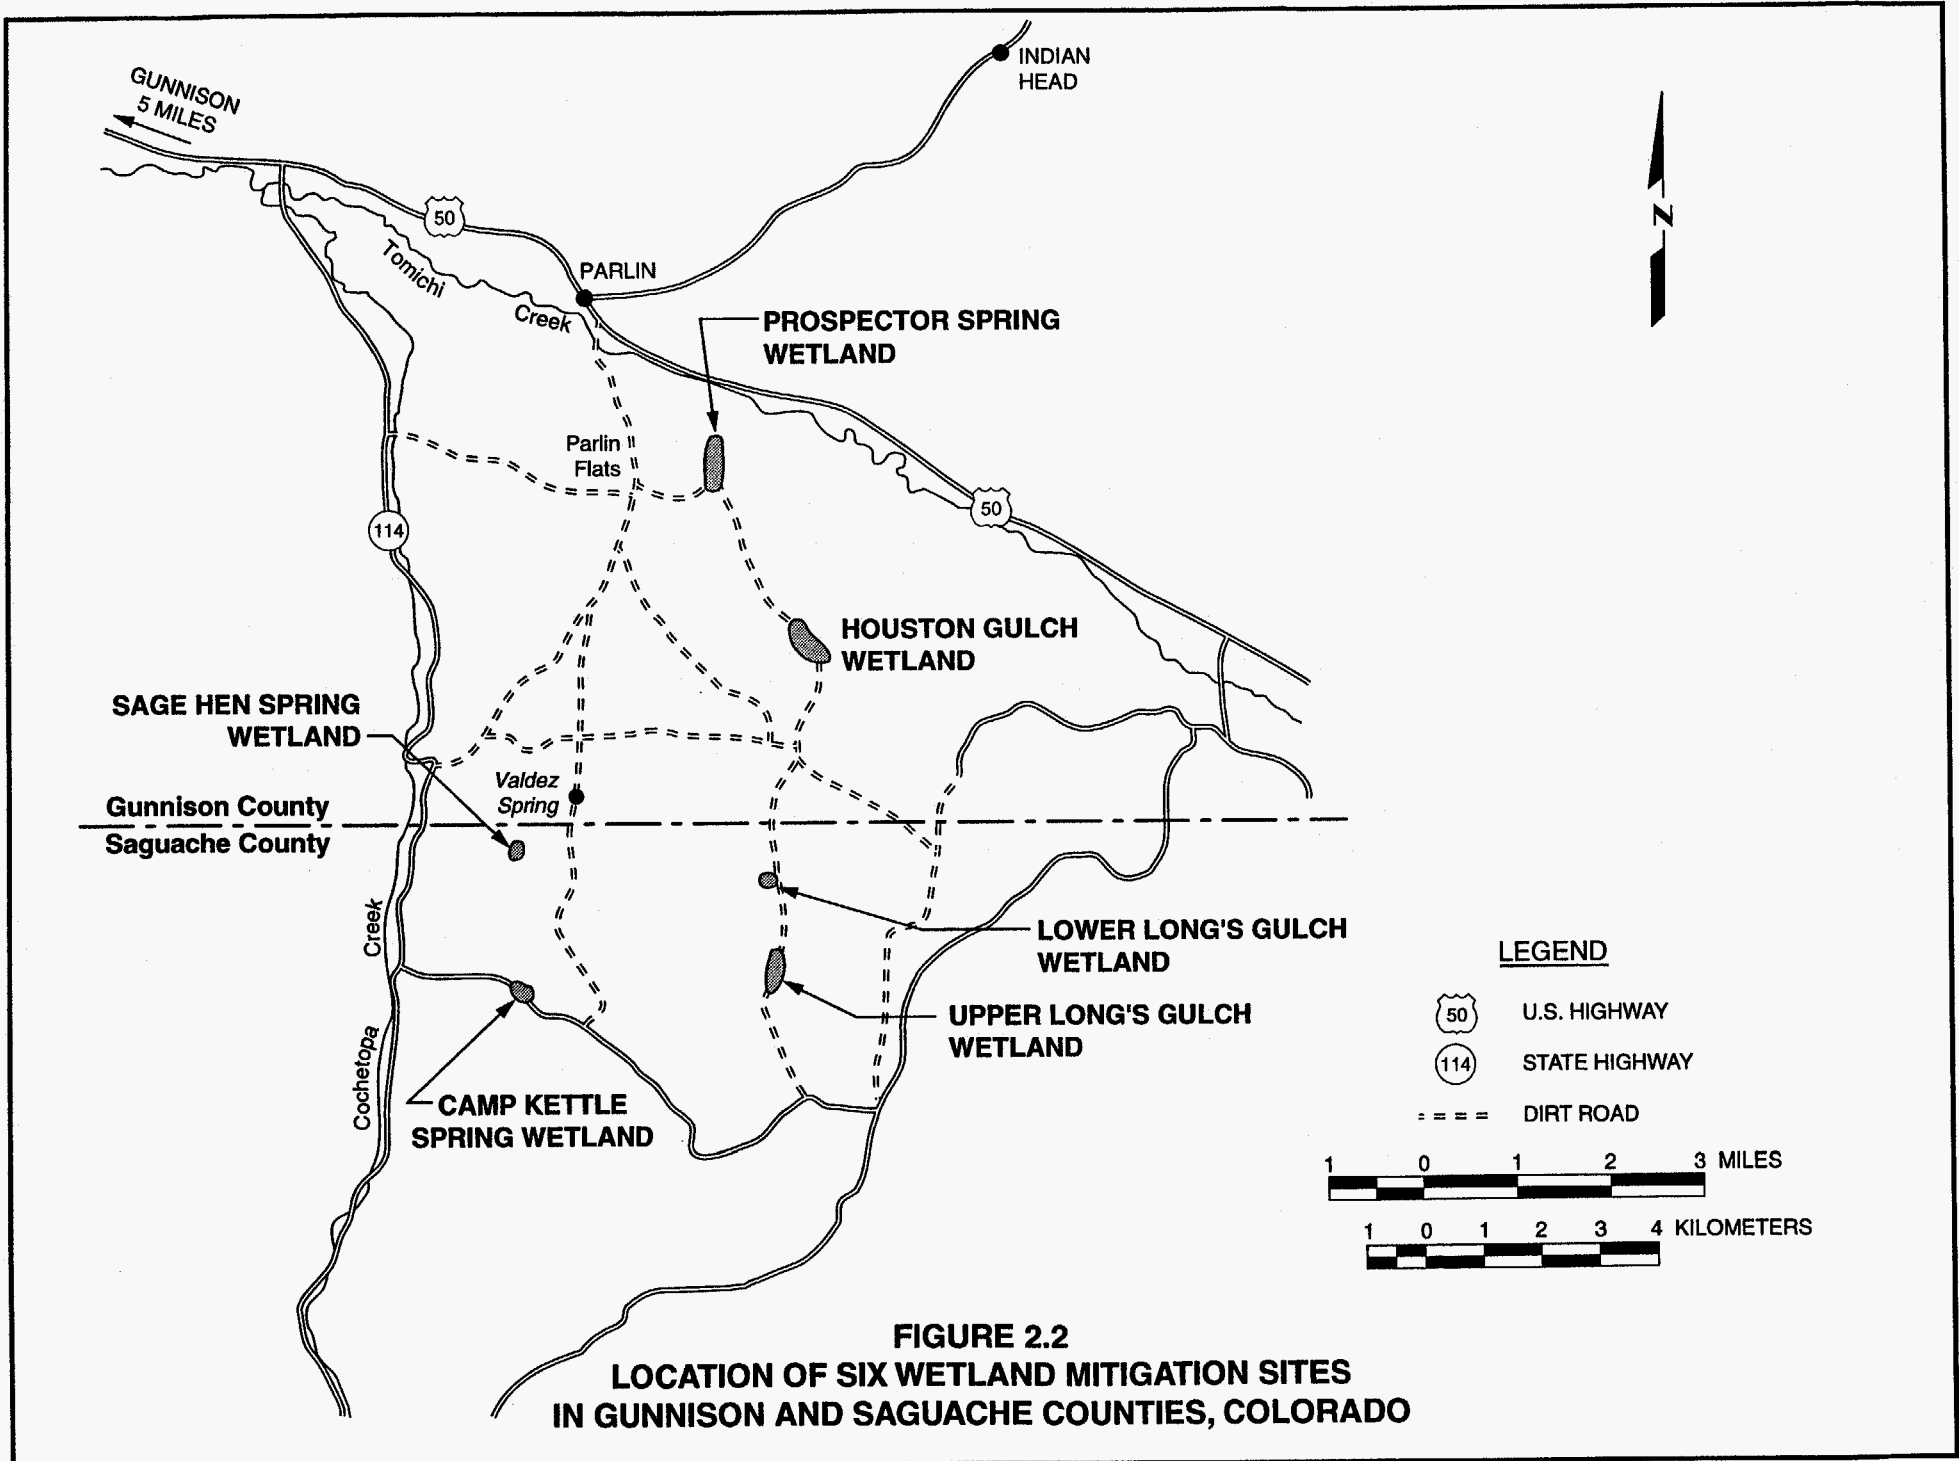 INDIAN
HEAD
GUNNISON
5 MILES
50
Tomichi
Creek
PARLIN
PROSPECTOR SPRING
WETLAND
N
Parlin
Flats
50
114
HOUSTON GULCH
WETLAND
SAGE HEN SPRING
WETLAND
Valdez
Spring
Gunnison County
Saguache County
Creek
Cochetopa
LOWER LONG'S GULCH
WETLAND
UPPER LONG'S GULCH
WETLAND
CAMP KETTLE
SPRING WETLAND
LEGEND
50 U.S. HIGHWAY
114 STATE HIGHWAY
DIRT ROAD
1 0 1 2 3 MILES
1 0 1 2 3 4 KILOMETERS
FIGURE 2.2
LOCATION OF SIX WETLAND MITIGATION SITES
IN GUNNISON AND SAGUACHE COUNTIES, COLORADO